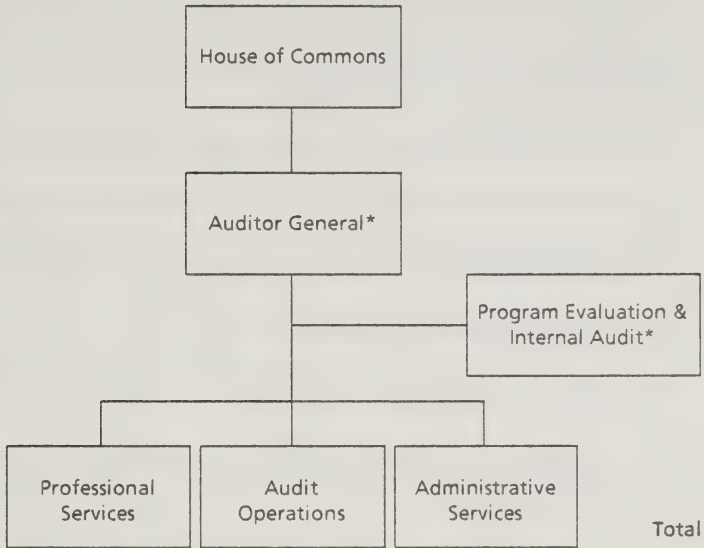 House of Commons
Auditor General*
Program Evaluation &
Internal Audit*
Professional
Services
Audit
Operations
Administrative
Services
Total